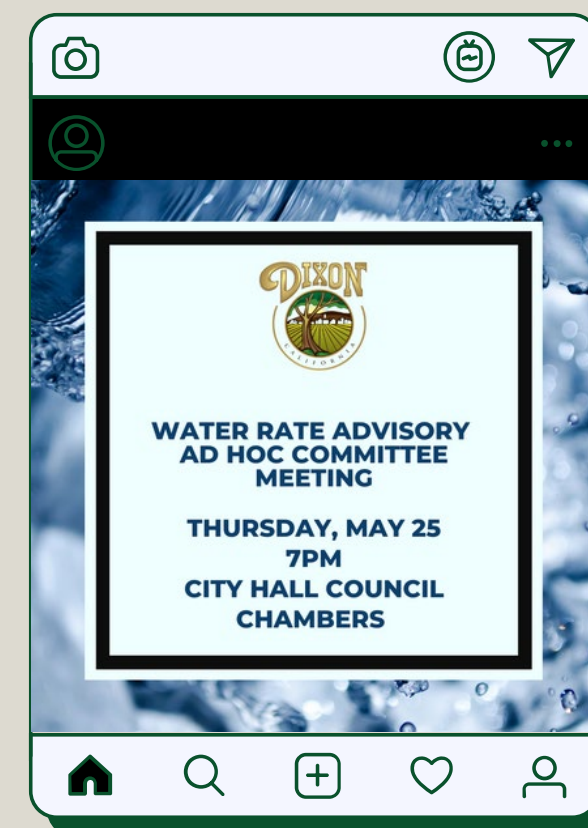 DIXON
CALIFORNIA
WATER RATE ADVISORY
AD HOC COMMITTEE
MEETING
THURSDAY, MAY 25
7PM
CITY HALL COUNCIL
CHAMBERS